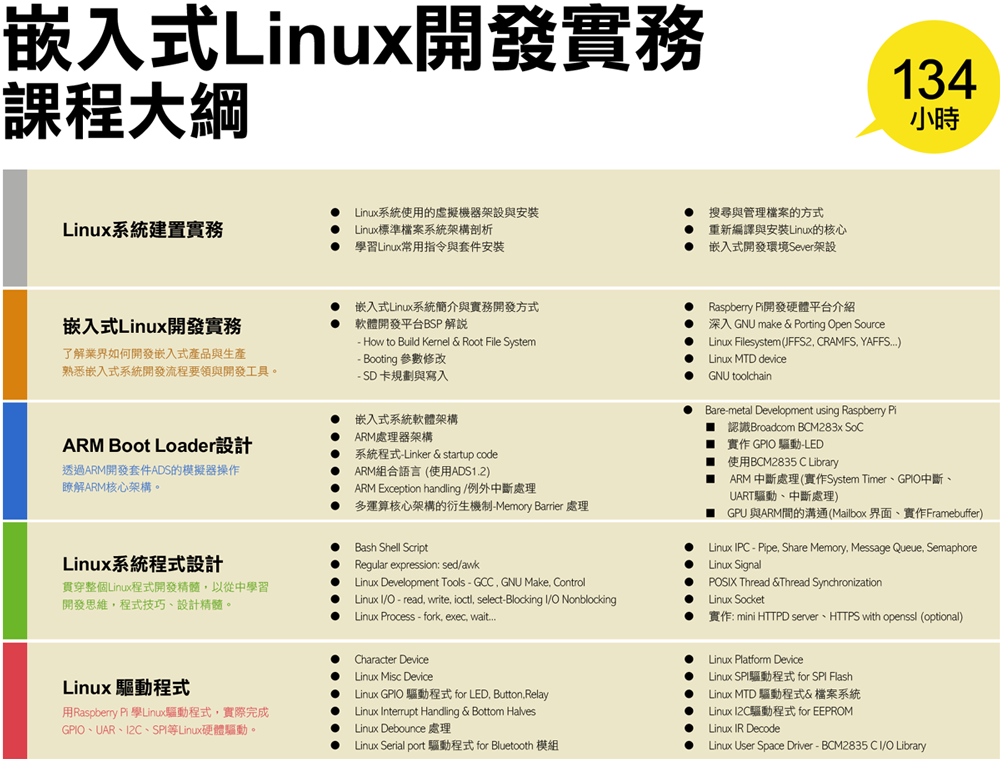 嵌入式Linux開發實務
課程大綱
134
小時
Linux系統建置實務
● Linux系統使用的虛擬機器架設與安裝
● Linux標準檔案系統架構剖析
● 學習Linux常用指令與套件安裝
● 搜尋與管理檔案的方式
● 重新編譯與安裝Linux的核心
● 嵌入式開發環境Sever架設
嵌入式Linux開發實務
了解業界如何開發嵌入式產品與生產
熟悉嵌入式系統開發流程要領與開發工具。
● 嵌入式Linux系統簡介與實務開發方式
● 軟體開發平台BSP 解說
- How to Build Kernel & Root File System
- Booting 參數修改
- SD 卡規劃與寫入
● Raspberry Pi開發硬體平台介紹
● 深入 GNU make & Porting Open Source
● Linux Filesystem(JFFS2, CRAMFS, YAFFS...)
● Linux MTD device
● GNU toolchain
ARM Boot Loader設計
透過ARM開發套件ADS的模擬器操作
瞭解ARM核心架構。
● 嵌入式系統軟體架構
● ARM處理器架構
● 系統程式-Linker & startup code
● ARM組合語言 (使用ADS1.2)
● ARM Exception handling /例外中斷處理
● 多運算核心架構的衍生機制-Memory Barrier 處理
● Bare-metal Development using Raspberry Pi
■ 認識Broadcom BCM283x SoC
■ 實作 GPIO 驅動-LED
■ 使用BCM2835 C Library
■ ARM 中斷處理(實作System Timer、GPIO中斷、
UART驅動、中斷處理)
■ GPU 與ARM間的溝通(Mailbox 界面、實作Framebuffer)
Linux系統程式設計
貫穿整個Linux程式開發精髓，以從中學習
開發思維，程式技巧、設計精髓。
● Bash Shell Script
● Regular expression: sed/awk
● Linux Development Tools - GCC , GNU Make, Control
● Linux I/O - read, write, ioctl, select-Blocking I/O Nonblocking
● Linux Process - fork, exec, wait...
● Linux IPC - Pipe, Share Memory, Message Queue, Semaphore
● Linux Signal
● POSIX Thread &Thread Synchronization
● Linux Socket
● 實作: mini HTTPD server、HTTPS with openssl (optional)
Linux 驅動程式
用Raspberry Pi 學Linux驅動程式，實際完成
GPIO、UAR、I2C、SPI等Linux硬體驅動。
● Character Device
● Linux Misc Device
● Linux GPIO 驅動程式 for LED, Button,Relay
● Linux Interrupt Handling & Bottom Halves
● Linux Debounce 處理
● Linux Serial port 驅動程式 for Bluetooth 模組
● Linux Platform Device
● Linux SPI驅動程式 for SPI Flash
● Linux MTD 驅動程式& 檔案系統
● Linux I2C驅動程式 for EEPROM
● Linux IR Decode
● Linux User Space Driver - BCM2835 C I/O Library